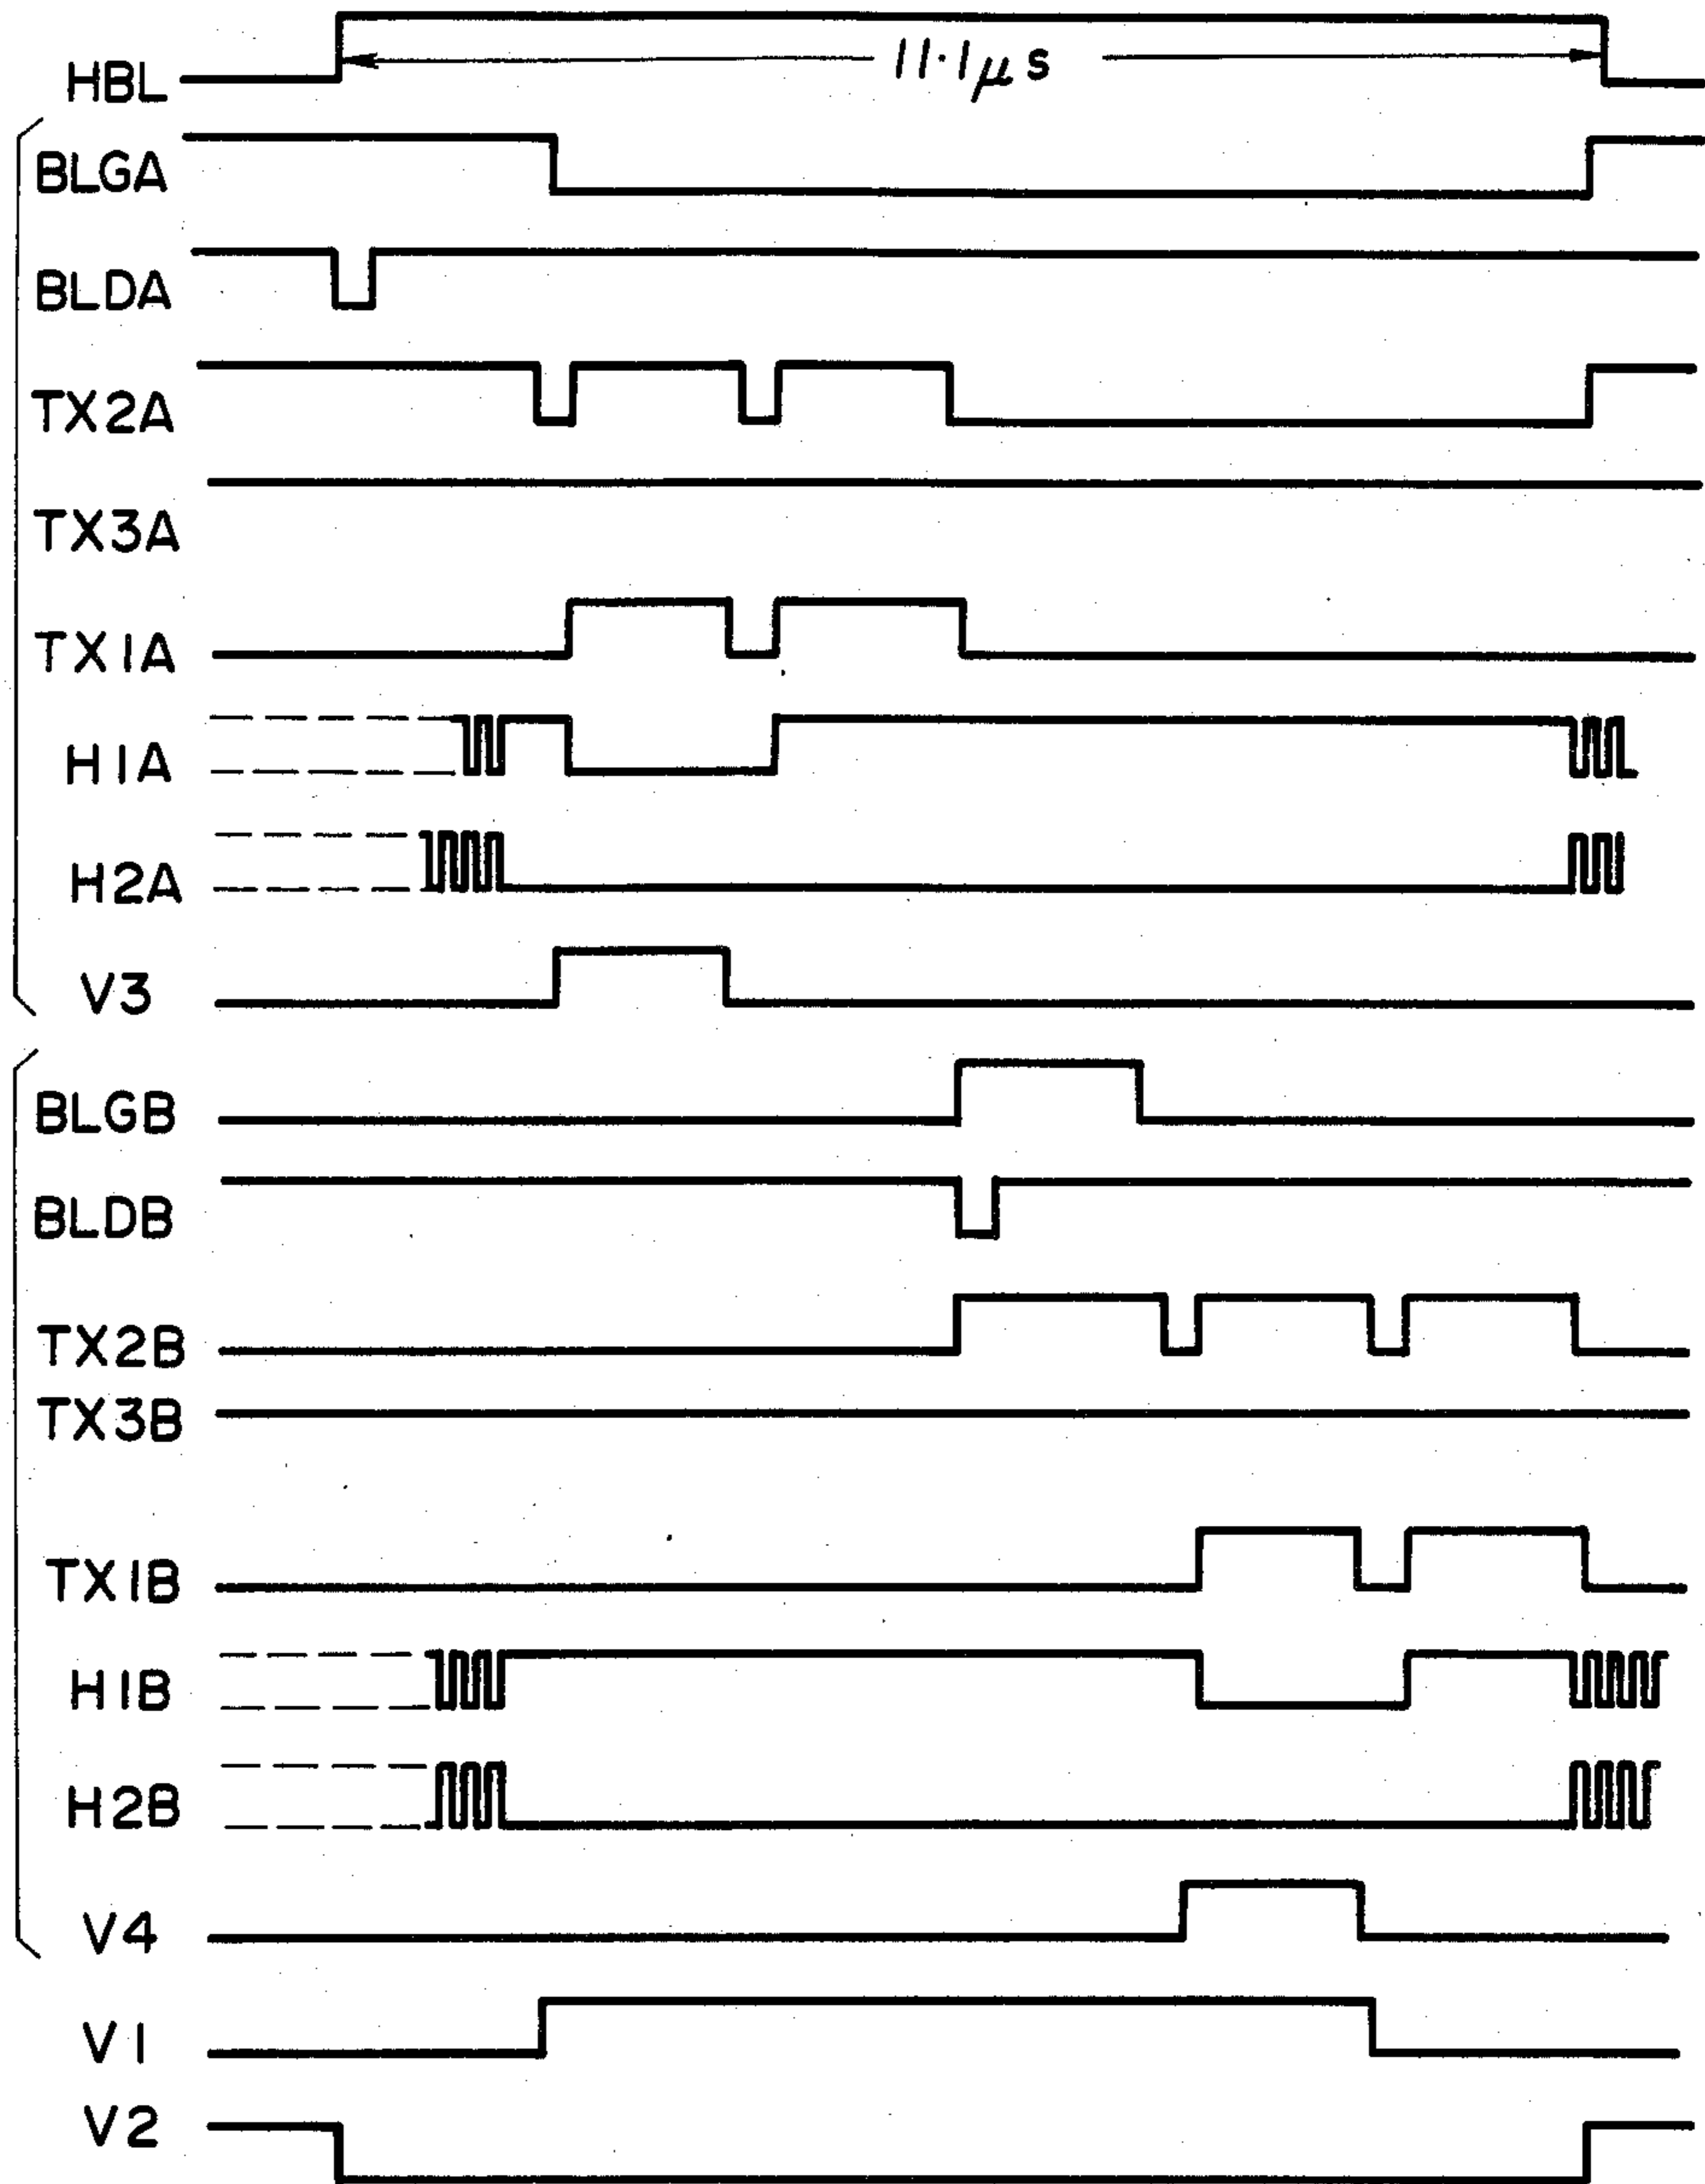 HBL
11.1μs
BLGA
BLDA
TX2A
TX3A
TX1A
H1A
H2A
V3
BLGB
BLDB
TX2B
TX3B
TX1B
H1B
H2B
V4
V1
V2